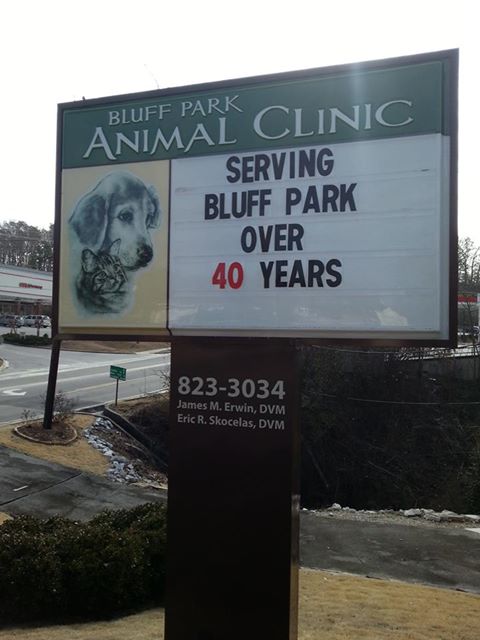 BLUFF PARK
ANIMAL CLINIC
SERVING
BLUFF PARK
OVER
40 YEARS
823-3034
James M. Erwin, DVM
Eric R. Skocelas, DVM